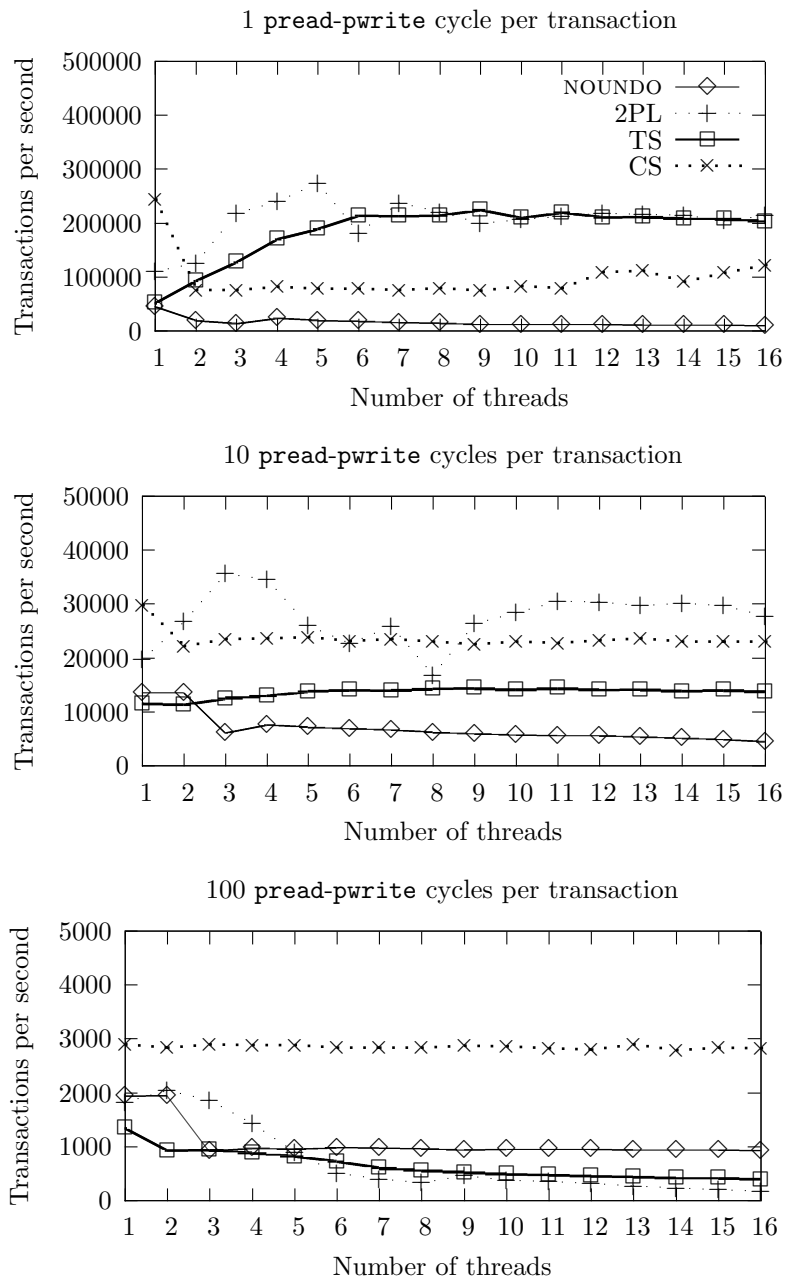 1 pread-pwrite cycle per transaction
Transactions per second
500000
400000
300000
200000
100000
0
NOUNDO
2PL
TS
CS
1 2 3 4 5 6 7 8 9 10 11 12 13 14 15 16
Number of threads
10 pread-pwrite cycles per transaction
Transactions per second
50000
40000
30000
20000
10000
0
1 2 3 4 5 6 7 8 9 10 11 12 13 14 15 16
Number of threads
100 pread-pwrite cycles per transaction
Transactions per second
5000
4000
3000
2000
1000
0
1 2 3 4 5 6 7 8 9 10 11 12 13 14 15 16
Number of threads